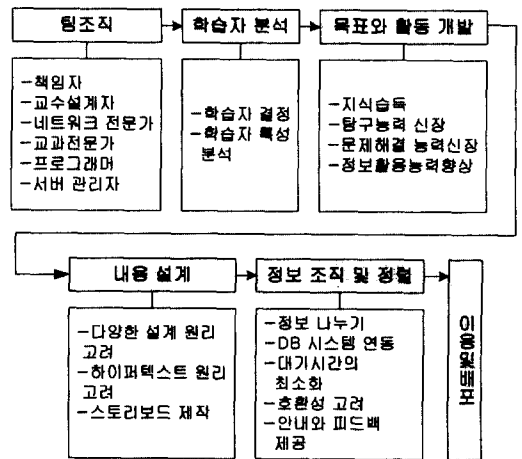 팀조직
학습자 분석
목표와 활동 개발
-책임자
-교수설계자
-네트워크 전문가
-교과전문가
-프로그래머
-서버 관리자
-학습자 결정
-학습자 특성
분석
-지식습득
-탐구능력 신장
-문제해결 능력신장
-정보활용능력향상
내용 설계
정보 조직 및 정렬
이용및배포
-다양한 설계 원리
고려
-하이퍼텍스트 원리
고려
-스토리보드 제작
-정보 나누기
-DB 시스템 연동
-대기시간의
최소화
-호환성 고려
-안내와 피드백
제공